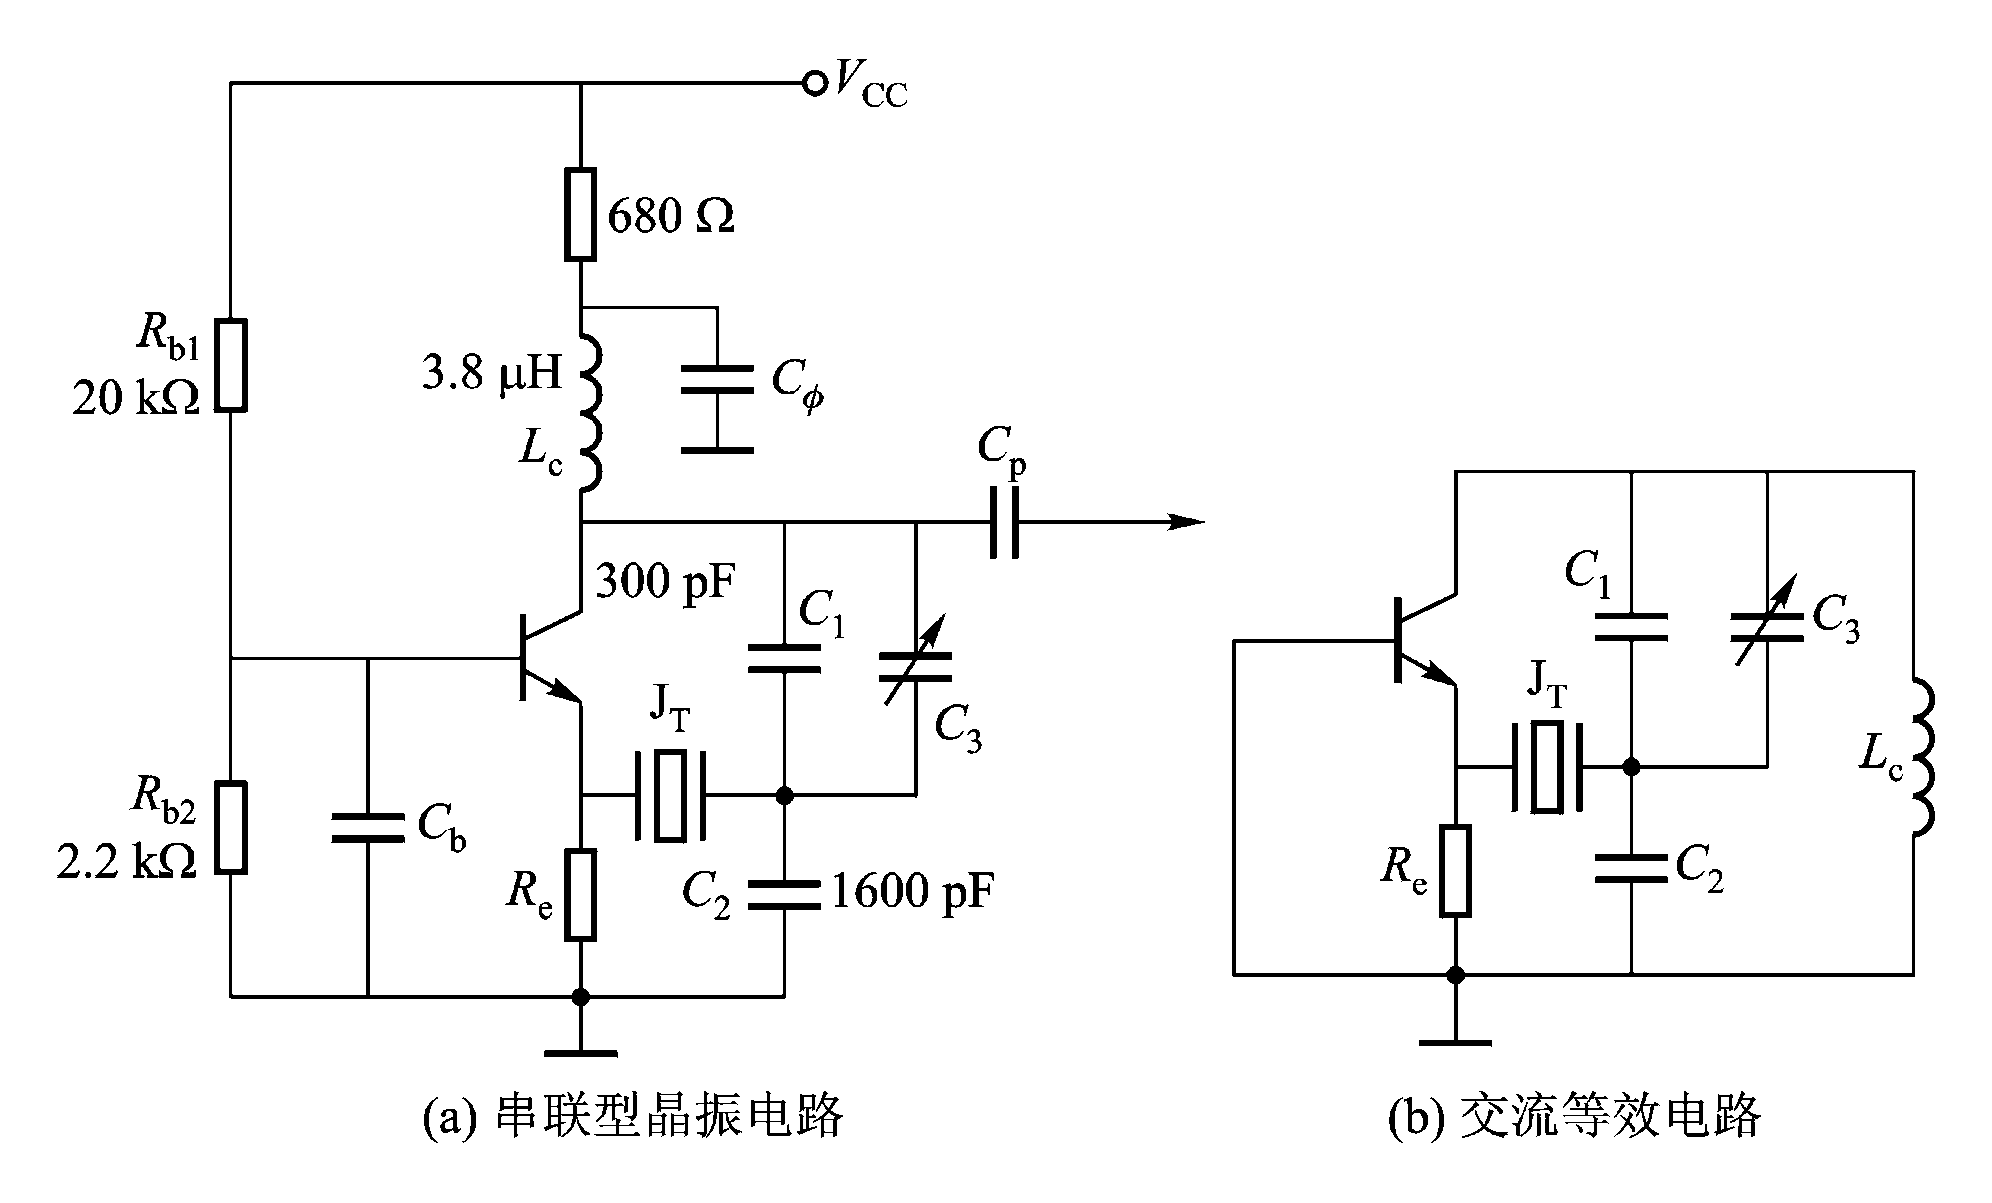 V_CC
680 Ω
R_b1
20 kΩ
3.8 μH
C_ϕ
L_c
C_p
300 pF
C_1
C_3
J_T
R_b2
2.2 kΩ
C_b
R_e
C_2
1600 pF
(a) 串联型晶振电路
C_1
C_3
J_T
L_c
R_e
C_2
(b) 交流等效电路